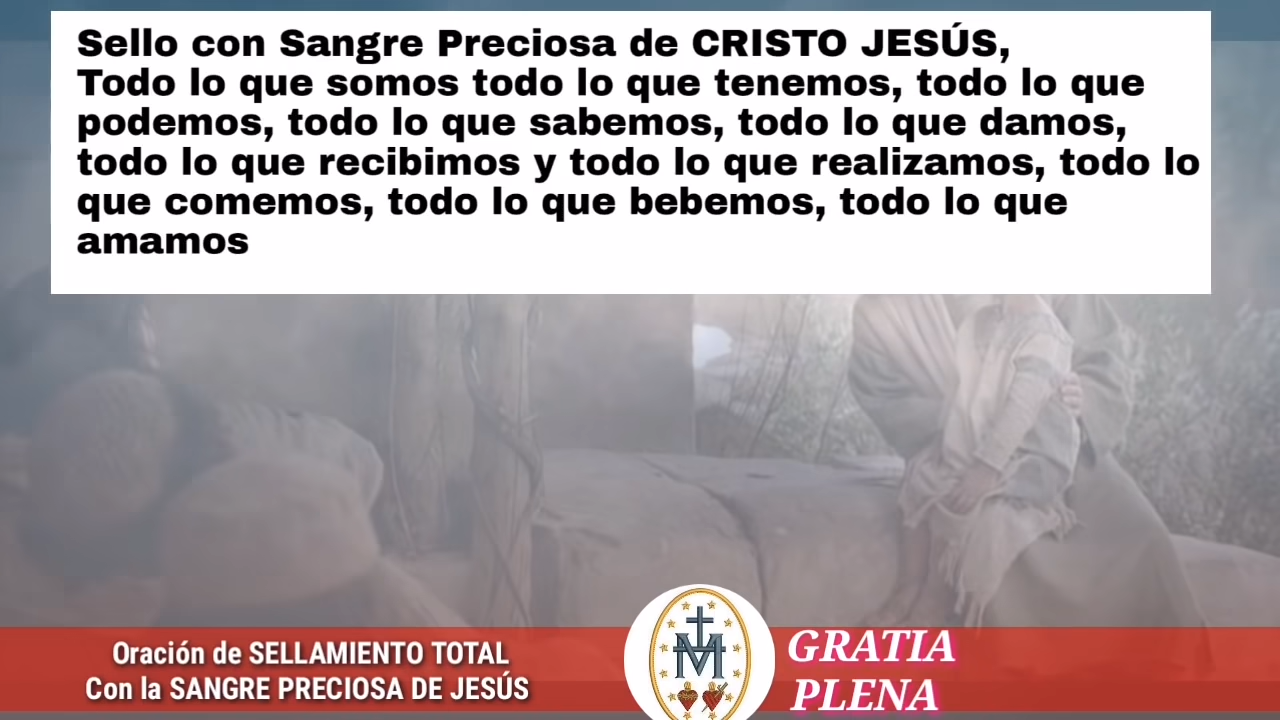 Sello con Sangre Preciosa de CRISTO JESÚS,
Todo lo que somos todo lo que tenemos, todo lo que
podemos, todo lo que sabemos, todo lo que damos,
todo lo que recibimos y todo lo que realizamos, todo lo
que comemos, todo lo que bebemos, todo lo que
amamos
Oración de SELLAMIENTO TOTAL
Con la SANGRE PRECIOSA DE JESÚS
GRATIA
PLENA